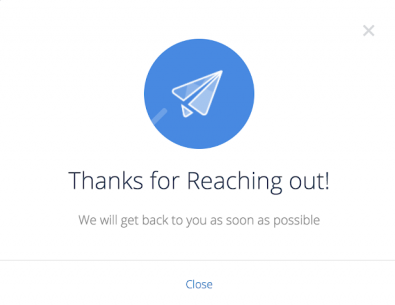 Thanks for Reaching out!
We will get back to you as soon as possible
Close